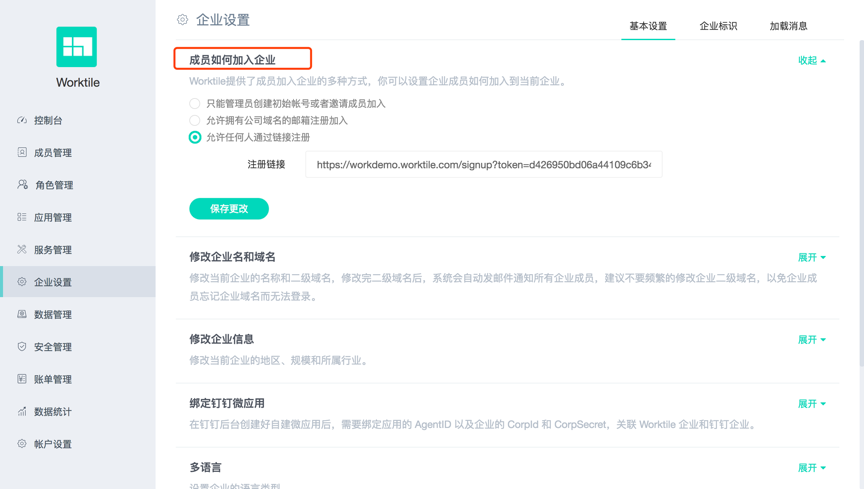 企业设置
基本设置
企业标识
加载消息
Worktile
控制台
成员管理
角色管理
应用管理
服务管理
企业设置
数据管理
安全管理
账单管理
数据统计
帐户设置
成员如何加入企业
收起
Worktile提供了成员加入企业的多种方式，你可以设置企业成员如何加入到当前企业。
只能管理员创建初始帐号或者邀请成员加入
允许拥有公司域名的邮箱注册加入
允许任何人通过链接注册
注册链接
https://workdemo.worktile.com/signup?token=d426950bd06a44109c6b34
保存更改
修改企业名和域名
展开
修改当前企业的名称和二级域名，修改完二级域名后，系统会自动发邮件通知所有企业成员，建议不要频繁的修改企业二级域名，以免企业成
员忘记企业域名而无法登录。
修改企业信息
展开
修改当前企业的地区、规模和所属行业。
绑定钉钉微应用
展开
在钉钉后台创建好自建微应用后，需要绑定应用的 AgentID 以及企业的 CorpId 和 CorpSecret，关联 Worktile 企业和钉钉企业。
多语言
展开
设置企业的语言类型